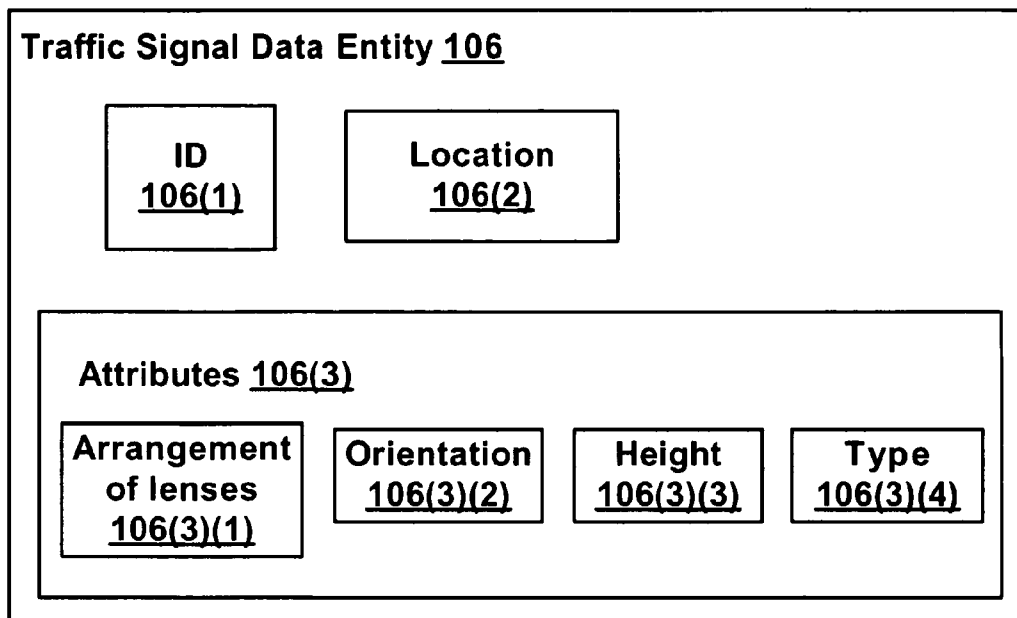 Traffic Signal Data Entity 106
ID
106(1)
Location
106(2)
Attributes 106(3)
Arrangement
of lenses
106(3)(1)
Orientation
106(3)(2)
Height
106(3)(3)
Type
106(3)(4)